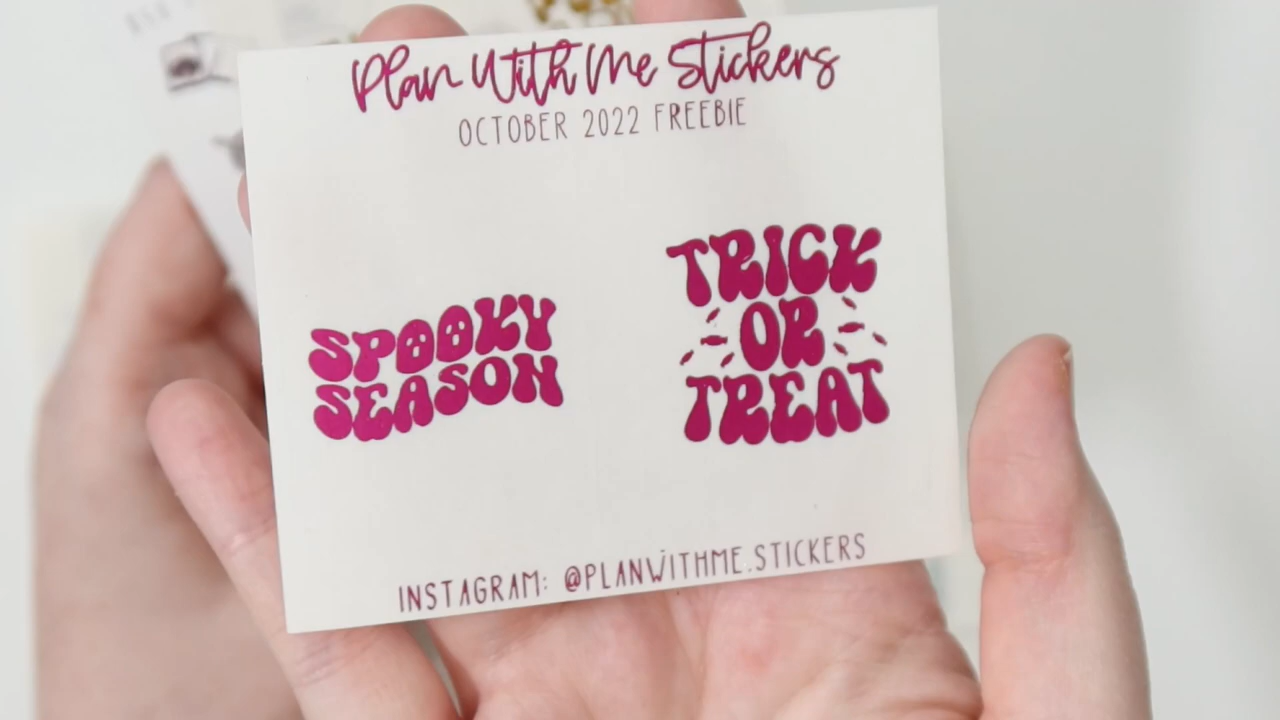 Plan With Me Stickers
OCTOBER 2022 FREEBIE
SPOOKY
SEASON
TRICK
OR
TREAT
INSTAGRAM: @PLANWITHME.STICKERS